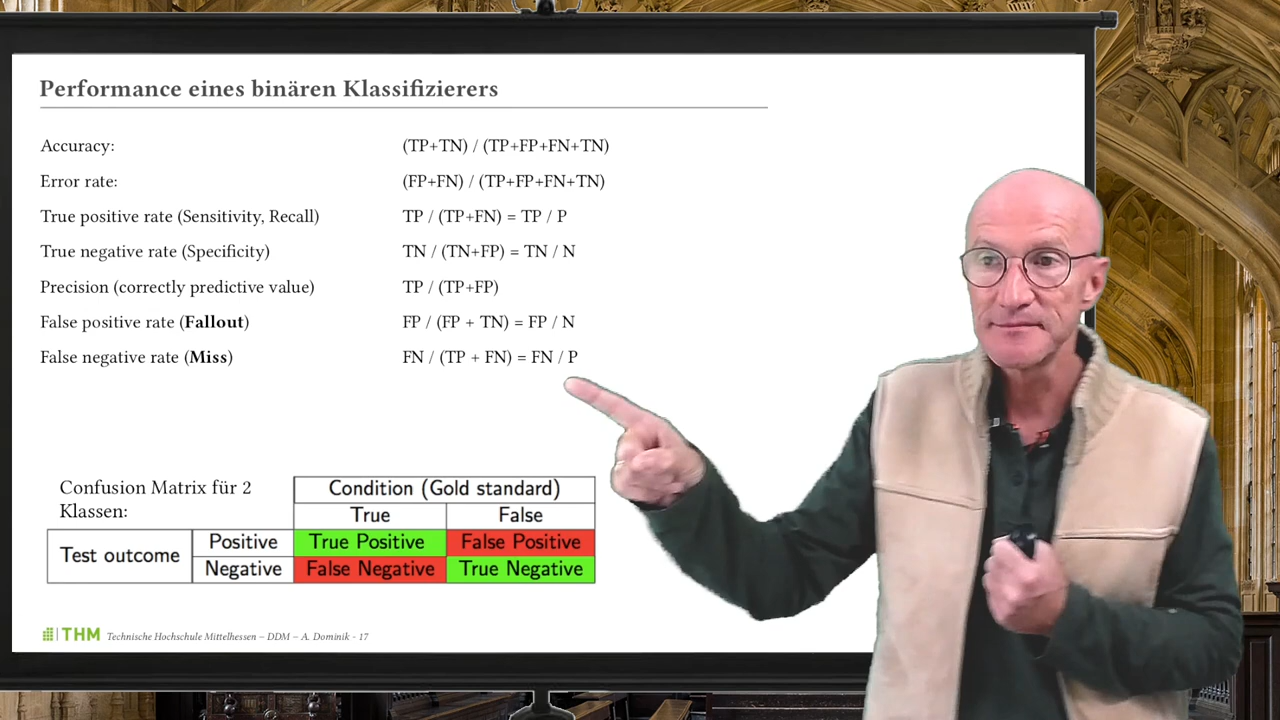 Performance eines binären Klassifizierers
Accuracy: (TP+TN) / (TP+FP+FN+TN)
Error rate: (FP+FN) / (TP+FP+FN+TN)
True positive rate (Sensitivity, Recall) TP / (TP+FN) = TP / P
True negative rate (Specificity) TN / (TN+FP) = TN / N
Precision (correctly predictive value) TP / (TP+FP)
False positive rate (Fallout) FP / (FP + TN) = FP / N
False negative rate (Miss) FN / (TP + FN) = FN / P
Confusion Matrix für 2
Klassen:
Condition (Gold standard)
True False
Test outcome
Positive True Positive False Positive
Negative False Negative True Negative
THM Technische Hochschule Mittelhessen – DDM – A. Dominik - 17